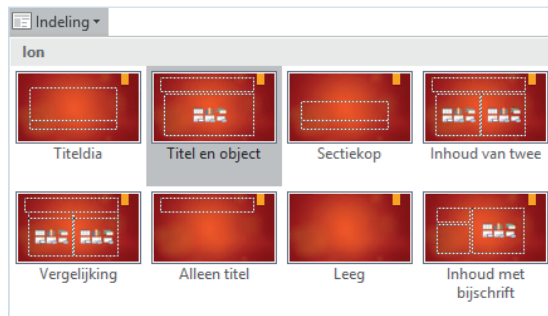 Indeling
Ion
Titeldia
Titel en object
Sectiekop
Inhoud van twee
Vergelijking
Alleen titel
Leeg
Inhoud met
bijschrift